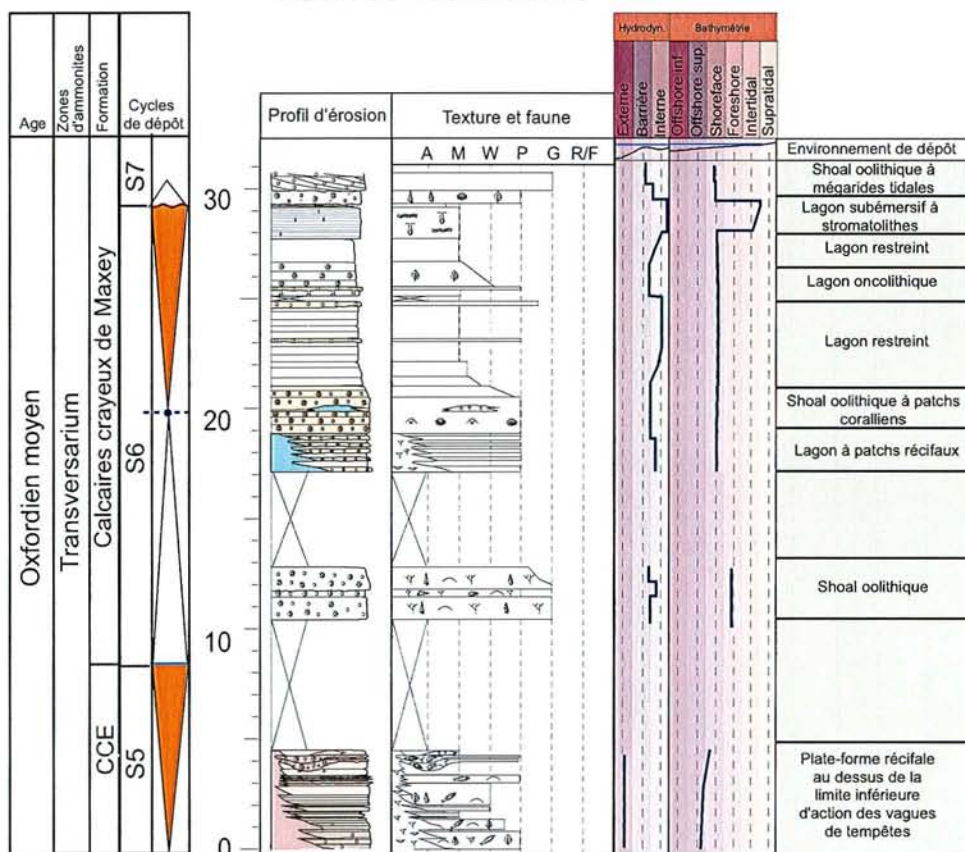 Hydrodyn.
Bathymétrie
Age
Zones d'ammonites
Formation
Cycles
de dépôt
Profil d'érosion
Texture et faune
Externe
Barrière
Interne
Offshore inf.
Offshore sup.
Shoreface
Foreshore
Intertidal
Supratidal
A M W P G R/F
Environnement de dépôt
Oxfordien moyen
Transversarium
Calcaires crayeux de Maxey
CCE
S7
S6
S5
30
20
10
0
Shoal oolithique à
mégarides tidales
Lagon subémersif à
stromatolithes
Lagon restreint
Lagon oncolithique
Lagon restreint
Shoal oolithique à patchs
coralliens
Lagon à patchs récifaux
Shoal oolithique
Plate-forme récifale
au dessus de la
limite inférieure
d'action des vagues
de tempêtes